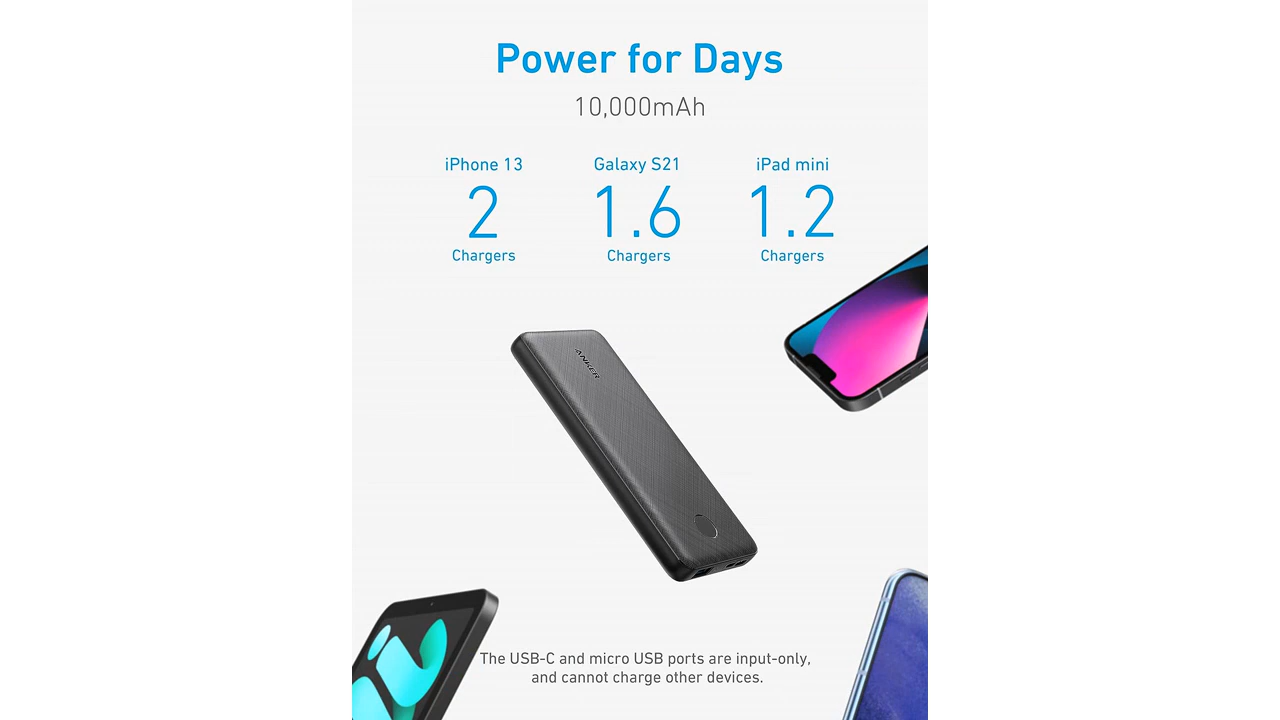 Power for Days
10,000mAh
iPhone 13
Galaxy S21
iPad mini
2
1.6
1.2
Chargers
Chargers
Chargers
ANKER
The USB-C and micro USB ports are input-only,
and cannot charge other devices.